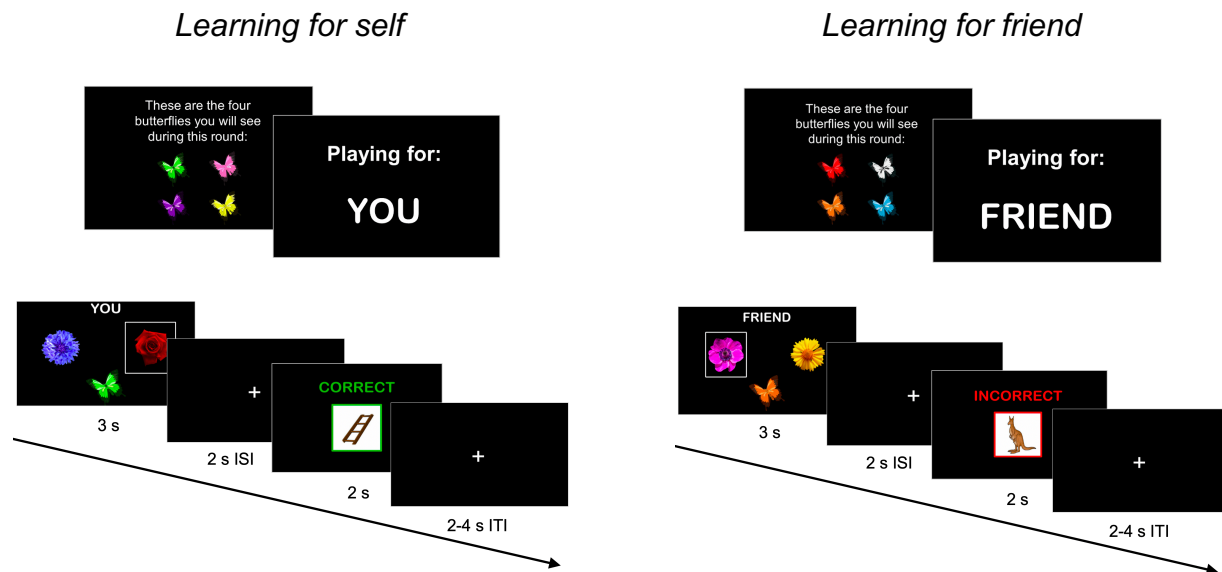 Learning for self
These are the four
butterflies you will see
during this round:
Playing for:
YOU
YOU
3 s
+
2 s ISI
CORRECT
2 s
+
2-4 s ITI
Learning for friend
These are the four
butterflies you will see
during this round:
Playing for:
FRIEND
FRIEND
3 s
+
2 s ISI
INCORRECT
2 s
+
2-4 s ITI